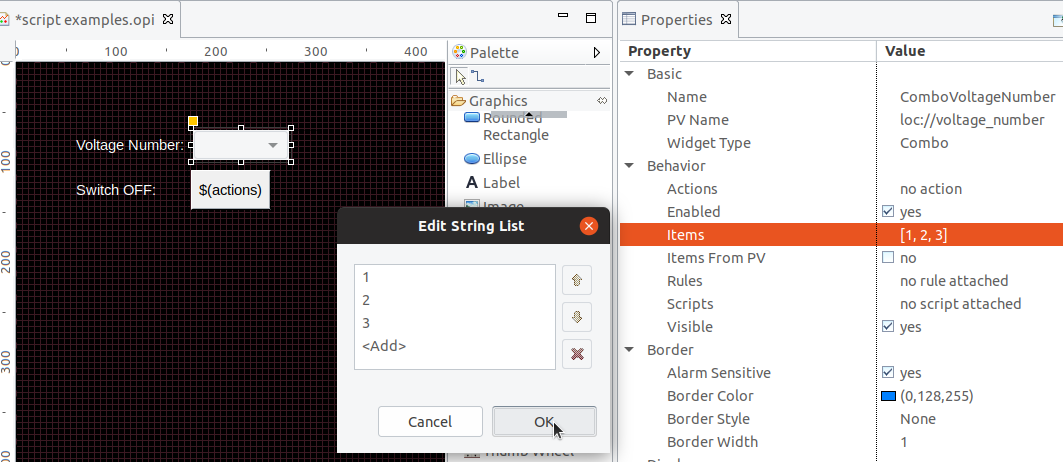 *script examples.opi
0 100 200 300 400
0
100
200
300
Voltage Number:
Switch OFF: $(actions)
Palette
Graphics
Rounded
Rectangle
Ellipse
A Label
Image
Thumb Wheel
Edit String List
1
2
3
<Add>
Cancel OK
Properties
Property Value
Basic
Name ComboVoltageNumber
PV Name loc://voltage_number
Widget Type Combo
Behavior
Actions no action
Enabled yes
Items [1, 2, 3]
Items From PV no
Rules no rule attached
Scripts no script attached
Visible yes
Border
Alarm Sensitive yes
Border Color (0,128,255)
Border Style None
Border Width 1